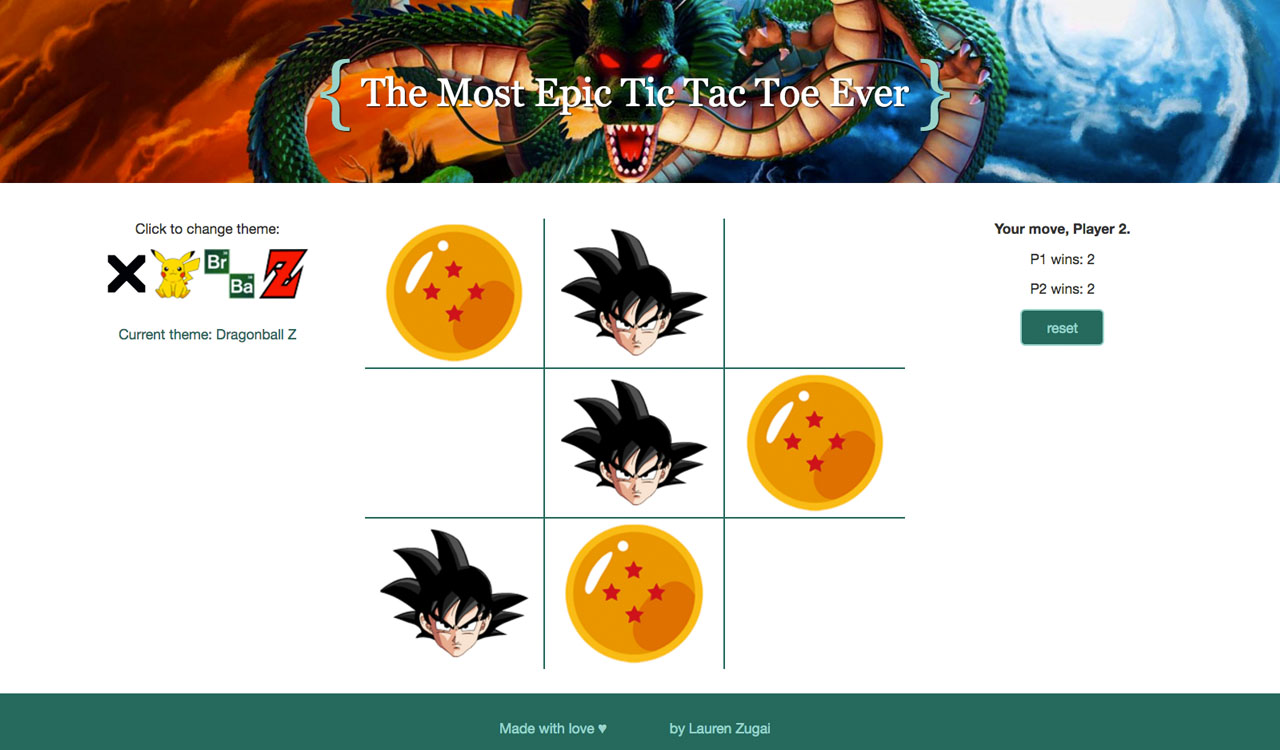 { The Most Epic Tic Tac Toe Ever }
Click to change theme:
Br
Ba
Z
Current theme: Dragonball Z
Your move, Player 2.
P1 wins: 2
P2 wins: 2
reset
Made with love ♥ by Lauren Zugai